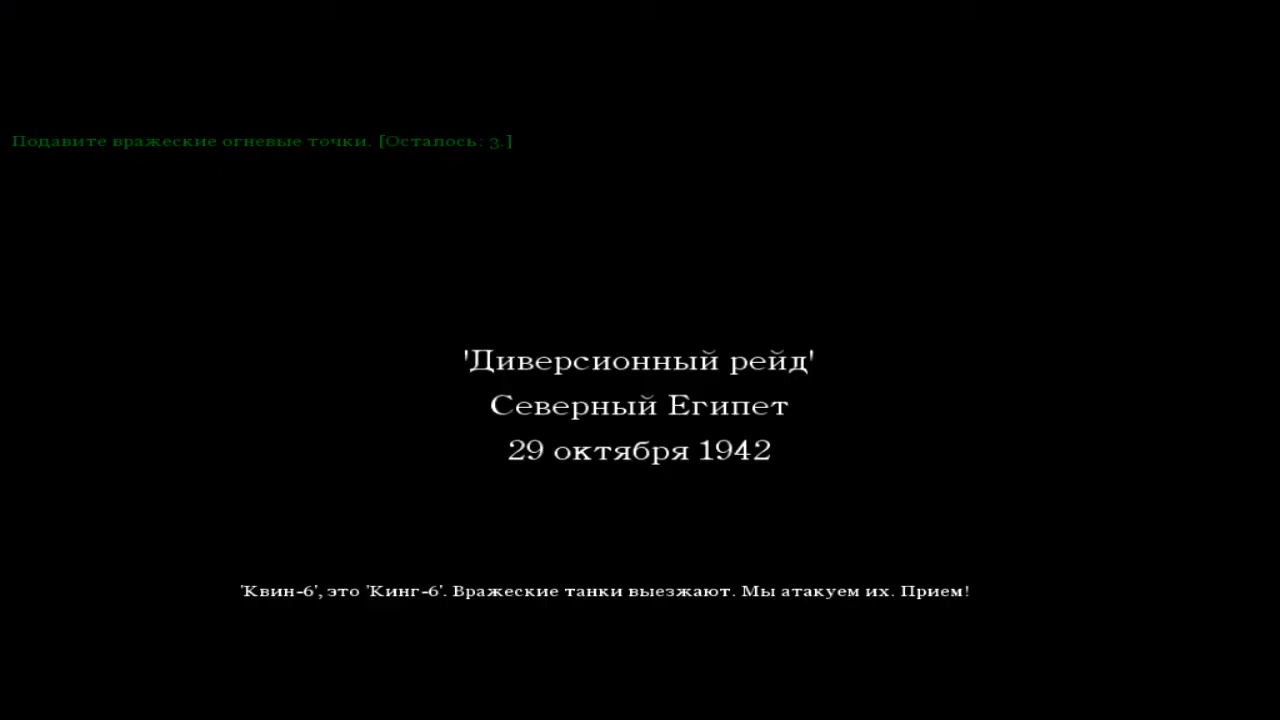 Подавите вражеские огневые точки. [Осталось: 3.]
'Диверсионный рейд'
Северный Египет
29 октября 1942
'Квин-6', это 'Кинг-6'. Вражеские танки выезжают. Мы атакуем их. Прием!